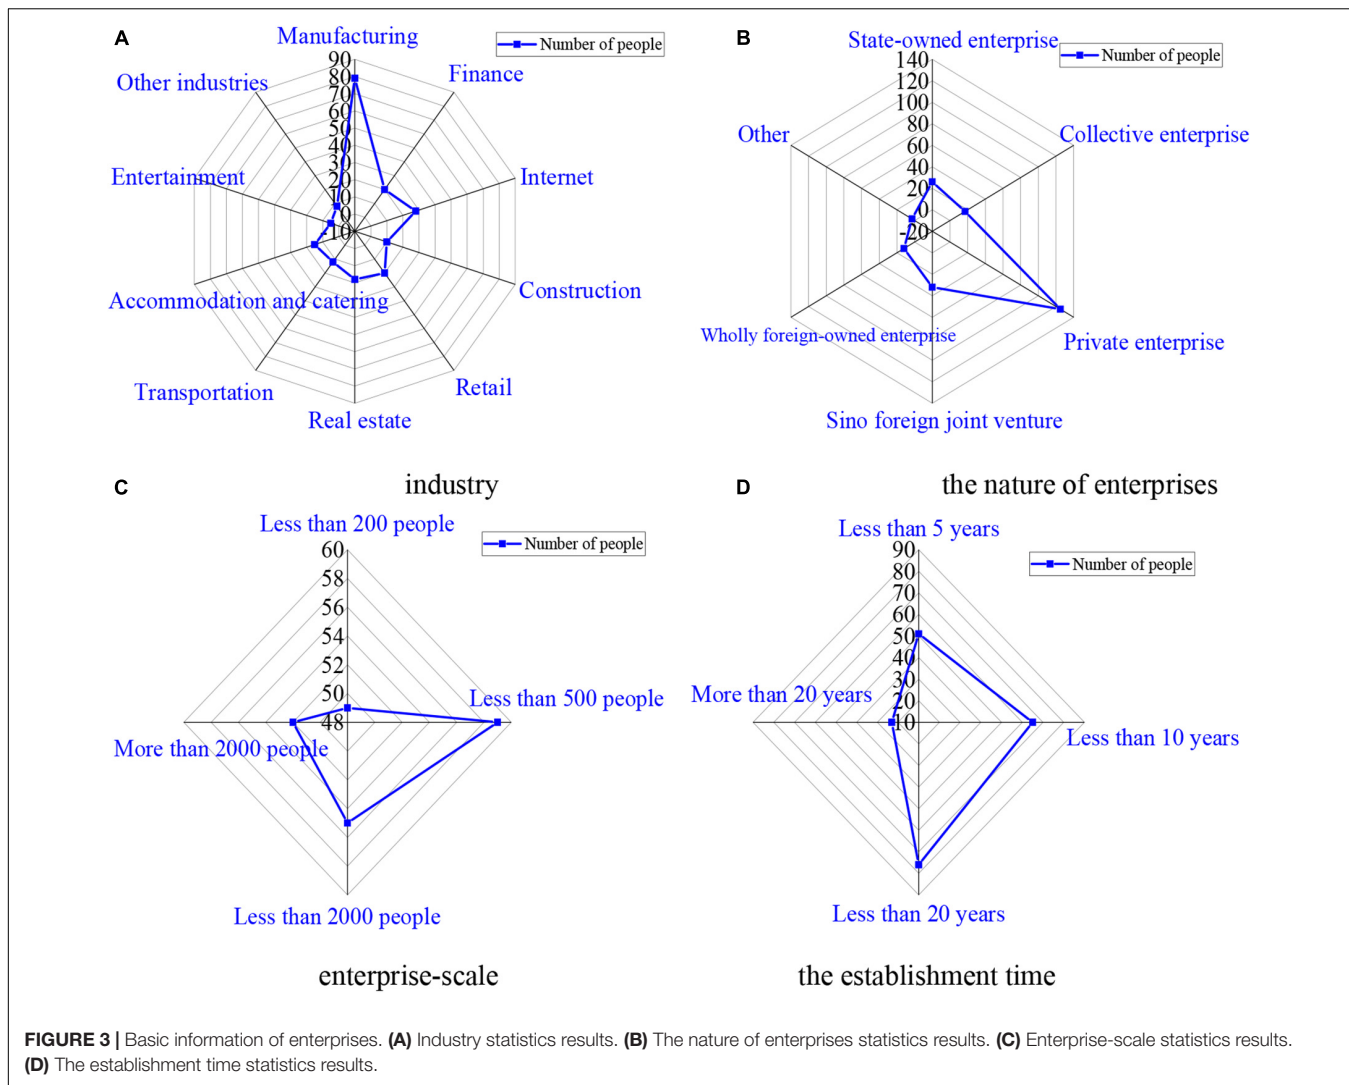 A
Manufacturing
Number of people
90
80
70
60
50
40
30
20
10
0
-10
Finance
Other industries
Internet
Entertainment
Construction
Accommodation and catering
Retail
Transportation
Real estate
industry
B
State-owned enterprise
Number of people
140
120
100
80
60
40
20
0
-20
Other
Collective enterprise
Wholly foreign-owned enterprise
Private enterprise
Sino foreign joint venture
the nature of enterprises
C
Less than 200 people
Number of people
60
58
56
54
52
50
48
Less than 500 people
More than 2000 people
Less than 2000 people
enterprise-scale
D
Less than 5 years
Number of people
90
80
70
60
50
40
30
20
10
More than 20 years
Less than 10 years
Less than 20 years
the establishment time
FIGURE 3 | Basic information of enterprises. (A) Industry statistics results. (B) The nature of enterprises statistics results. (C) Enterprise-scale statistics results.
(D) The establishment time statistics results.